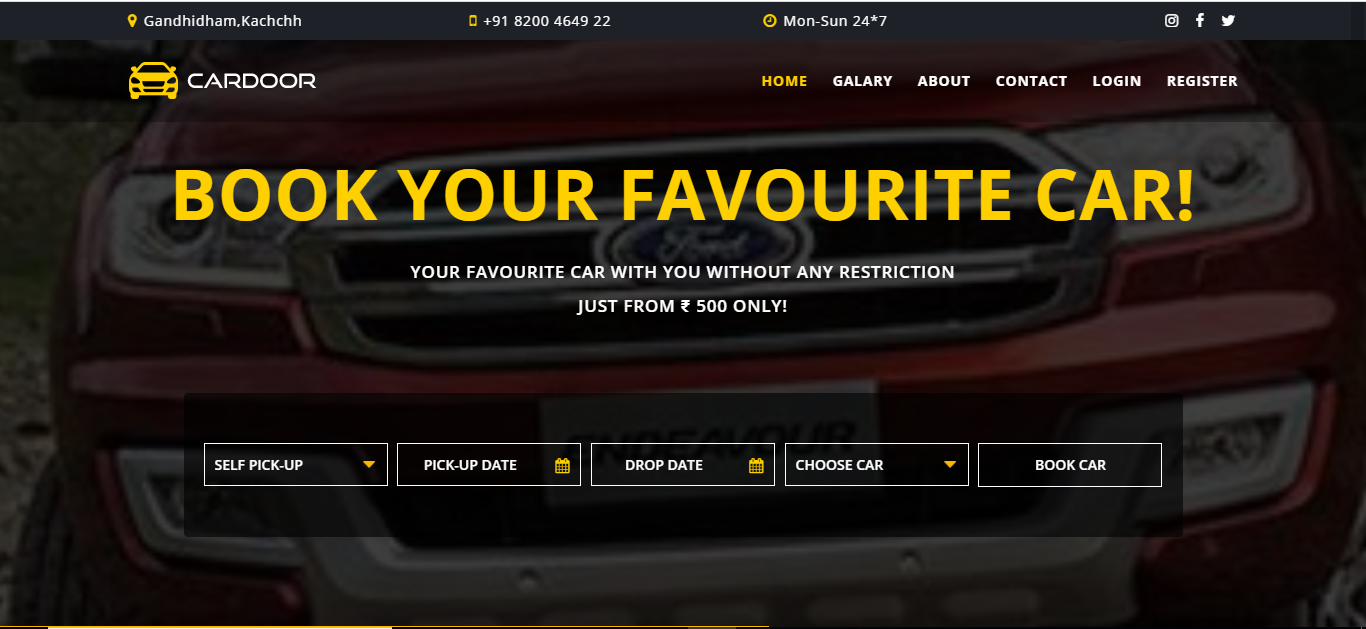 Gandhidham,Kachchh +91 8200 4649 22 Mon-Sun 24*7
CARDOOR HOME GALARY ABOUT CONTACT LOGIN REGISTER
BOOK YOUR FAVOURITE CAR!
Ford
YOUR FAVOURITE CAR WITH YOU WITHOUT ANY RESTRICTION
JUST FROM ₹ 500 ONLY!
ENDEAVOUR
SELF PICK-UP PICK-UP DATE DROP DATE CHOOSE CAR BOOK CAR